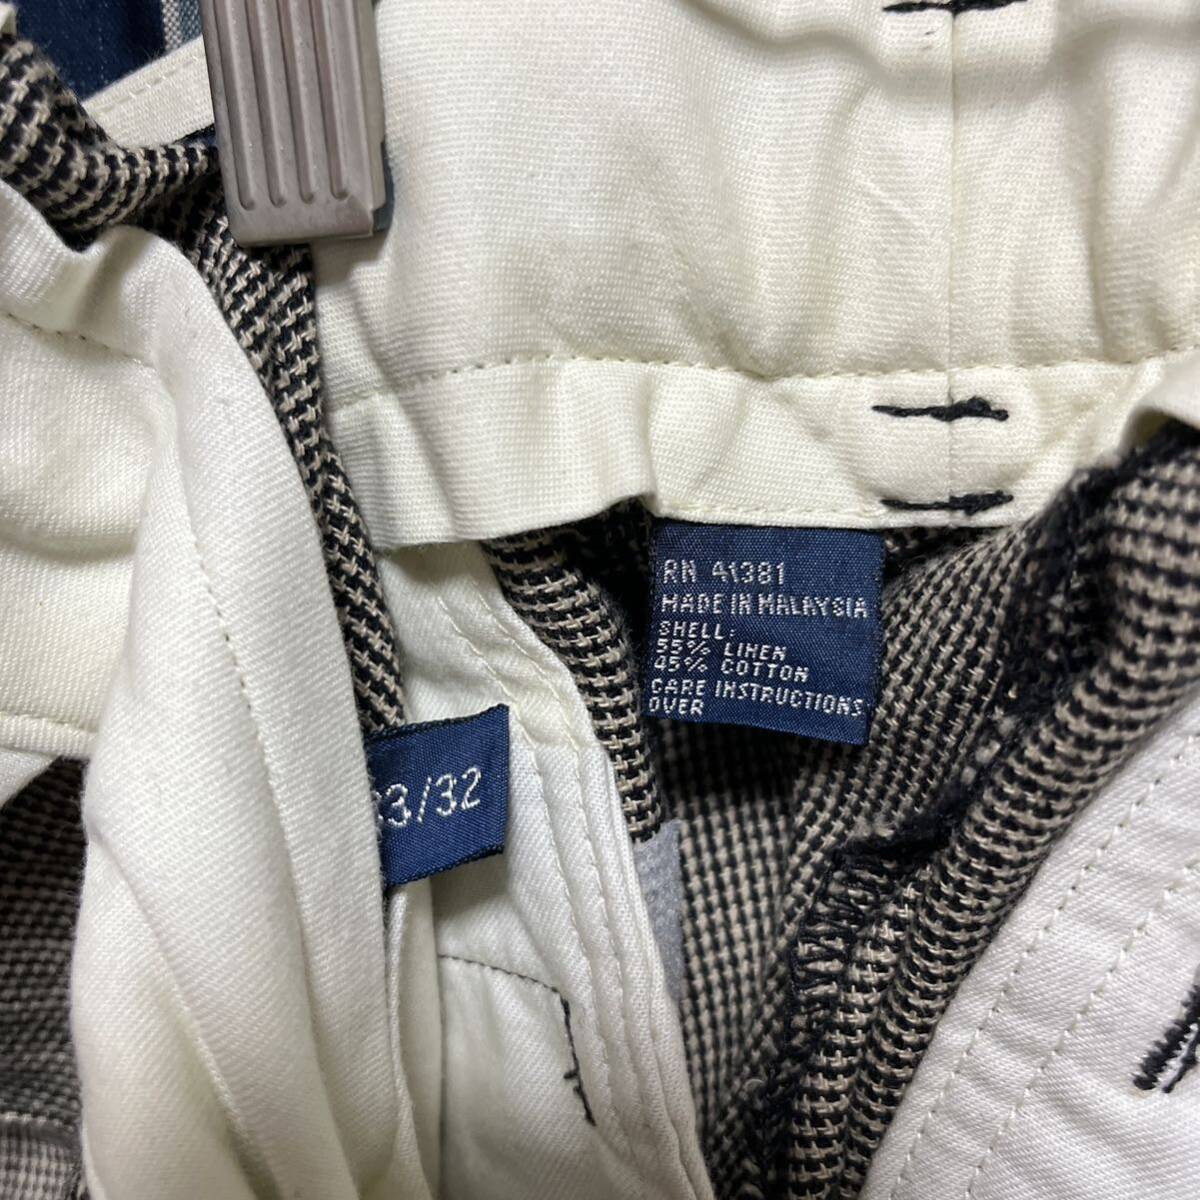 RN 41381
MADE IN MALAYSIA
SHELL:
55% LINEN
45% COTTON
CARE INSTRUCTIONS
OVER
33/32